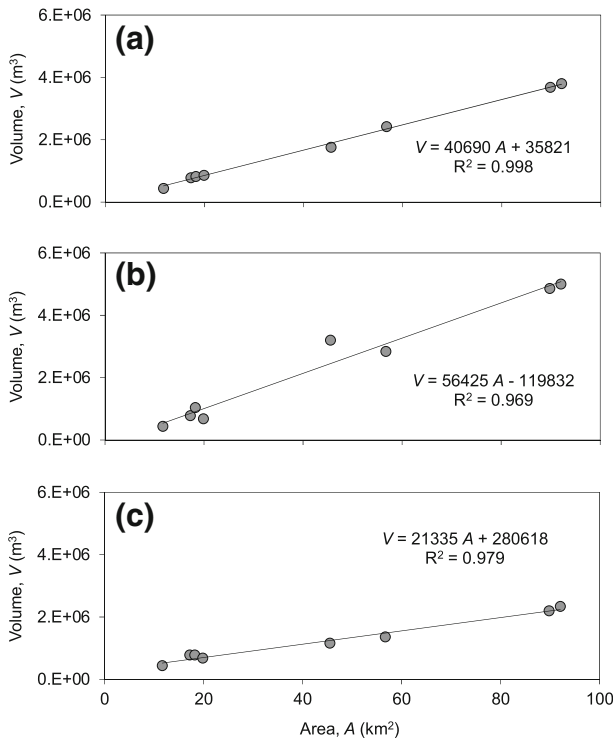 6.E+06
(a)
4.E+06
Volume, V (m³)
2.E+06
V = 40690 A + 35821
R² = 0.998
0.E+00
6.E+06
(b)
4.E+06
Volume, V (m³)
2.E+06
V = 56425 A - 119832
R² = 0.969
0.E+00
6.E+06
(c)
V = 21335 A + 280618
R² = 0.979
4.E+06
Volume, V (m³)
2.E+06
0.E+00
0 20 40 60 80 100
Area, A (km²)